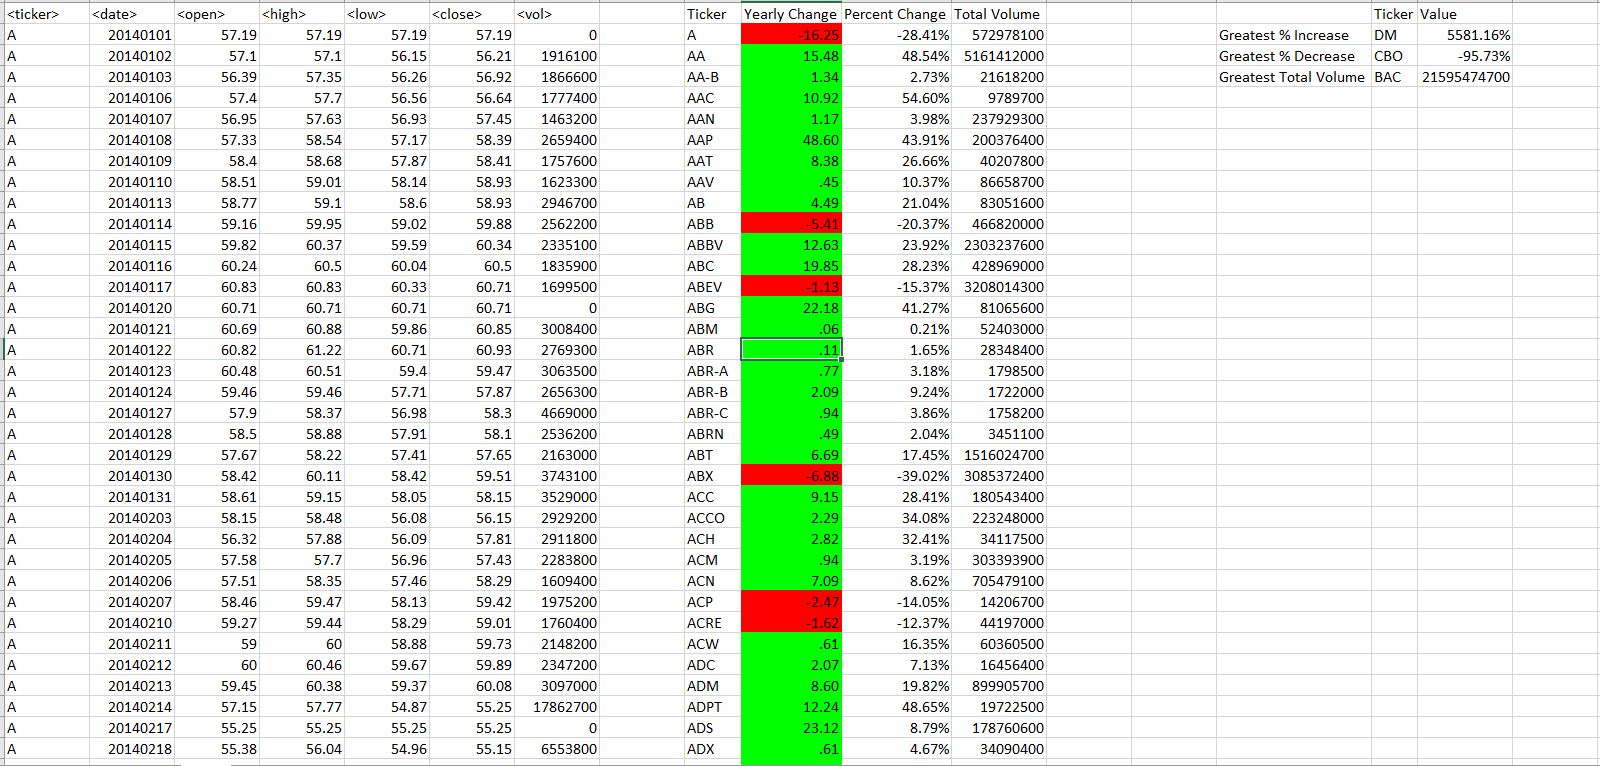 <ticker> <date> <open> <high> <low> <close> <vol> Ticker Yearly Change Percent Change Total Volume Ticker Value
A 20140101 57.19 57.19 57.19 57.19 0 A -16.25 -28.41% 572978100 Greatest % Increase DM 5581.16%
A 20140102 57.1 57.1 56.15 56.21 1916100 AA 15.48 48.54% 5161412000 Greatest % Decrease CBO -95.73%
A 20140103 56.39 57.35 56.26 56.92 1866600 AA-B 1.34 2.73% 21618200 Greatest Total Volume BAC 21595474700
A 20140106 57.4 57.7 56.56 56.64 1777400 AAC 10.92 54.60% 9789700
A 20140107 56.95 57.63 56.93 57.45 1463200 AAN 1.17 3.98% 237929300
A 20140108 57.33 58.54 57.17 58.39 2659400 AAP 48.60 43.91% 200376400
A 20140109 58.4 58.68 57.87 58.41 1757600 AAT 8.38 26.66% 40207800
A 20140110 58.51 59.01 58.14 58.93 1623300 AAV .45 10.37% 86658700
A 20140113 58.77 59.1 58.6 58.93 2946700 AB 4.49 21.04% 83051600
A 20140114 59.16 59.95 59.02 59.88 2562200 ABB -5.41 -20.37% 466820000
A 20140115 59.82 60.37 59.59 60.34 2335100 ABBV 12.63 23.92% 2303237600
A 20140116 60.24 60.5 60.04 60.5 1835900 ABC 19.85 28.23% 428969000
A 20140117 60.83 60.83 60.33 60.71 1699500 ABEV -1.13 -15.37% 3208014300
A 20140120 60.71 60.71 60.71 60.71 0 ABG 22.18 41.27% 81065600
A 20140121 60.69 60.88 59.86 60.85 3008400 ABM .06 0.21% 52403000
A 20140122 60.82 61.22 60.71 60.93 2769300 ABR .11 1.65% 28348400
A 20140123 60.48 60.51 59.4 59.47 3063500 ABR-A .77 3.18% 1798500
A 20140124 59.46 59.46 57.71 57.87 2656300 ABR-B 2.09 9.24% 1722000
A 20140127 57.9 58.37 56.98 58.3 4669000 ABR-C .94 3.86% 1758200
A 20140128 58.5 58.88 57.91 58.1 2536200 ABRN .49 2.04% 3451100
A 20140129 57.67 58.22 57.41 57.65 2163000 ABT 6.69 17.45% 1516024700
A 20140130 58.42 60.11 58.42 59.51 3743100 ABX -6.88 -39.02% 3085372400
A 20140131 58.61 59.15 58.05 58.15 3529000 ACC 9.15 28.41% 180543400
A 20140203 58.15 58.48 56.08 56.15 2929200 ACCO 2.29 34.08% 223248000
A 20140204 56.32 57.88 56.09 57.81 2911800 ACH 2.82 32.41% 34117500
A 20140205 57.58 57.7 56.96 57.43 2283800 ACM .94 3.19% 303393900
A 20140206 57.51 58.35 57.46 58.29 1609400 ACN 7.09 8.62% 705479100
A 20140207 58.46 59.47 58.13 59.42 1975200 ACP -2.47 -14.05% 14206700
A 20140210 59.27 59.44 58.29 59.01 1760400 ACRE -1.62 -12.37% 44197000
A 20140211 59 60 58.88 59.73 2148200 ACW .61 16.35% 60360500
A 20140212 60 60.46 59.67 59.89 2347200 ADC 2.07 7.13% 16456400
A 20140213 59.45 60.38 59.37 60.08 3097000 ADM 8.60 19.82% 899905700
A 20140214 57.15 57.77 54.87 55.25 17862700 ADPT 12.24 48.65% 19722500
A 20140217 55.25 55.25 55.25 55.25 0 ADS 23.12 8.79% 178760600
A 20140218 55.38 56.04 54.96 55.15 6553800 ADX .61 4.67% 34090400